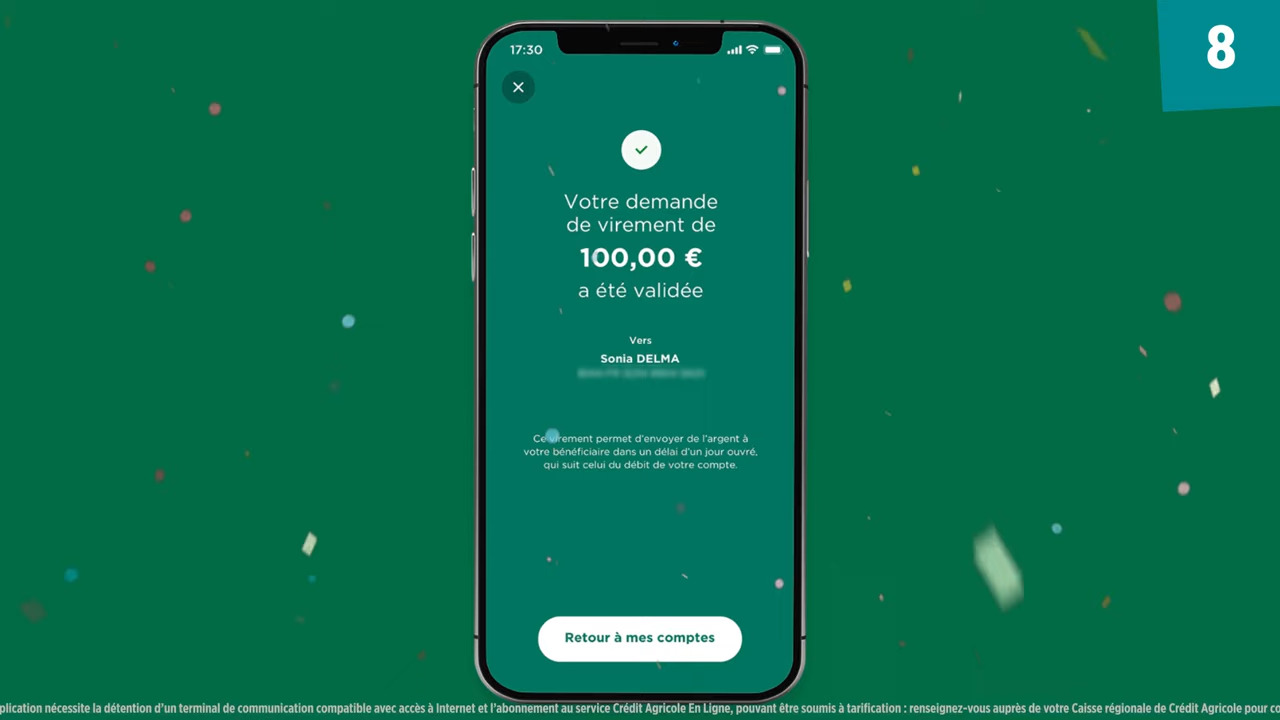 8
17:30
Votre demande
de virement de
100,00 €
a été validée
Vers
Sonia DELMA
Ce virement permet d'envoyer de l'argent à
votre bénéficiaire dans un délai d'un jour ouvré,
qui suit celui du débit de votre compte.
Retour à mes comptes
nécessite la détention d'un terminal de communication compatible avec accès à Internet et l'abonnement au service Crédit Agricole En Ligne, pouvant être soumis à tarification : renseignez-vous auprès de votre Caisse régionale de Crédit Agricole pour